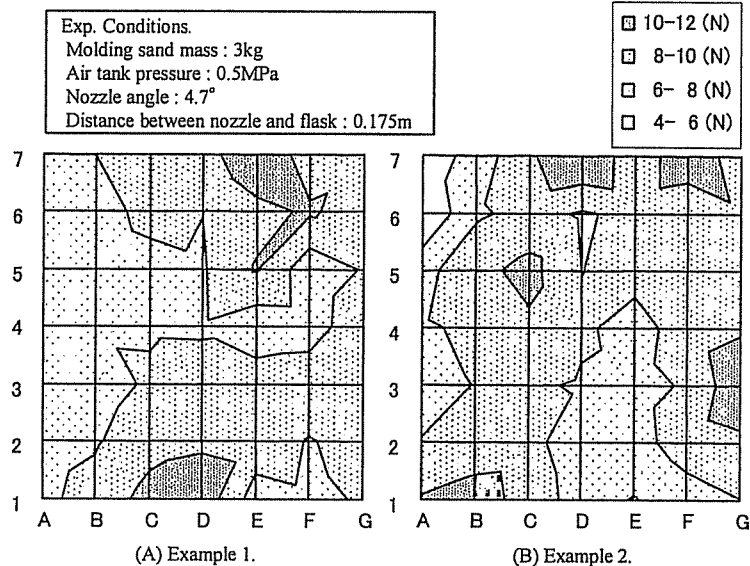 Exp. Conditions.
Molding sand mass : 3kg
Air tank pressure : 0.5MPa
Nozzle angle : 4.7°
Distance between nozzle and flask : 0.175m
10-12 (N)
8-10 (N)
6- 8 (N)
4- 6 (N)
7
6
5
4
3
2
1
A B C D E F G
(A) Example 1.
7
6
5
4
3
2
1
A B C D E F G
(B) Example 2.